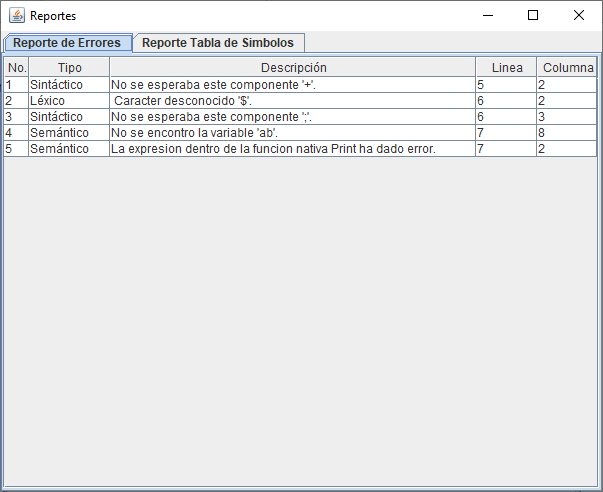 Reportes
Reporte de Errores Reporte Tabla de Simbolos
No. Tipo Descripción Linea Columna
1 Sintáctico No se esperaba este componente '+'. 5 2
2 Léxico Caracter desconocido '$'. 6 2
3 Sintáctico No se esperaba este componente ';'. 6 3
4 Semántico No se encontro la variable 'ab'. 7 8
5 Semántico La expresion dentro de la funcion nativa Print ha dado error. 7 2